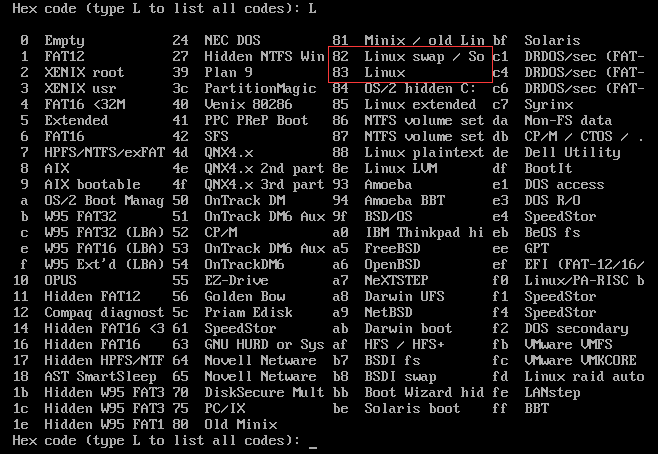 Hex code (type L to list all codes): L
0 Empty 24 NEC DOS 81 Minix / old Lin bf Solaris
1 FAT12 27 Hidden NTFS Win 82 Linux swap / So c1 DRDOS/sec (FAT-
2 XENIX root 39 Plan 9 83 Linux c4 DRDOS/sec (FAT-
3 XENIX usr 3c PartitionMagic 84 OS/2 hidden C: c6 DRDOS/sec (FAT-
4 FAT16 <32M 40 Venix 80286 85 Linux extended c7 Syrinx
5 Extended 41 PPC PReP Boot 86 NTFS volume set da Non-FS data
6 FAT16 42 SFS 87 NTFS volume set db CP/M / CTOS / .
7 HPFS/NTFS/exFAT 4d QNX4.x 88 Linux plaintext de Dell Utility
8 AIX 4e QNX4.x 2nd part 8e Linux LVM df BootIt
9 AIX bootable 4f QNX4.x 3rd part 93 Amoeba e1 DOS access
a OS/2 Boot Manag 50 OnTrack DM 94 Amoeba BBT e3 DOS R/O
b W95 FAT32 51 OnTrack DM6 Aux 9f BSD/OS e4 SpeedStor
c W95 FAT32 (LBA) 52 CP/M a0 IBM Thinkpad hi eb BeOS fs
e W95 FAT16 (LBA) 53 OnTrack DM6 Aux a5 FreeBSD ee GPT
f W95 Ext'd (LBA) 54 OnTrackDM6 a6 OpenBSD ef EFI (FAT-12/16/
10 OPUS 55 EZ-Drive a7 NeXTSTEP f0 Linux/PA-RISC b
11 Hidden FAT12 56 Golden Bow a8 Darwin UFS f1 SpeedStor
12 Compaq diagnost 5c Priam Edisk a9 NetBSD f4 SpeedStor
14 Hidden FAT16 <3 61 SpeedStor ab Darwin boot f2 DOS secondary
16 Hidden FAT16 63 GNU HURD or Sys af HFS / HFS+ fb VMware VMFS
17 Hidden HPFS/NTF 64 Novell Netware b7 BSDI fs fc VMware VMKCORE
18 AST SmartSleep 65 Novell Netware b8 BSDI swap fd Linux raid auto
1b Hidden W95 FAT3 70 DiskSecure Mult bb Boot Wizard hid fe LANstep
1c Hidden W95 FAT3 75 PC/IX be Solaris boot ff BBT
1e Hidden W95 FAT1 80 Old Minix
Hex code (type L to list all codes): _